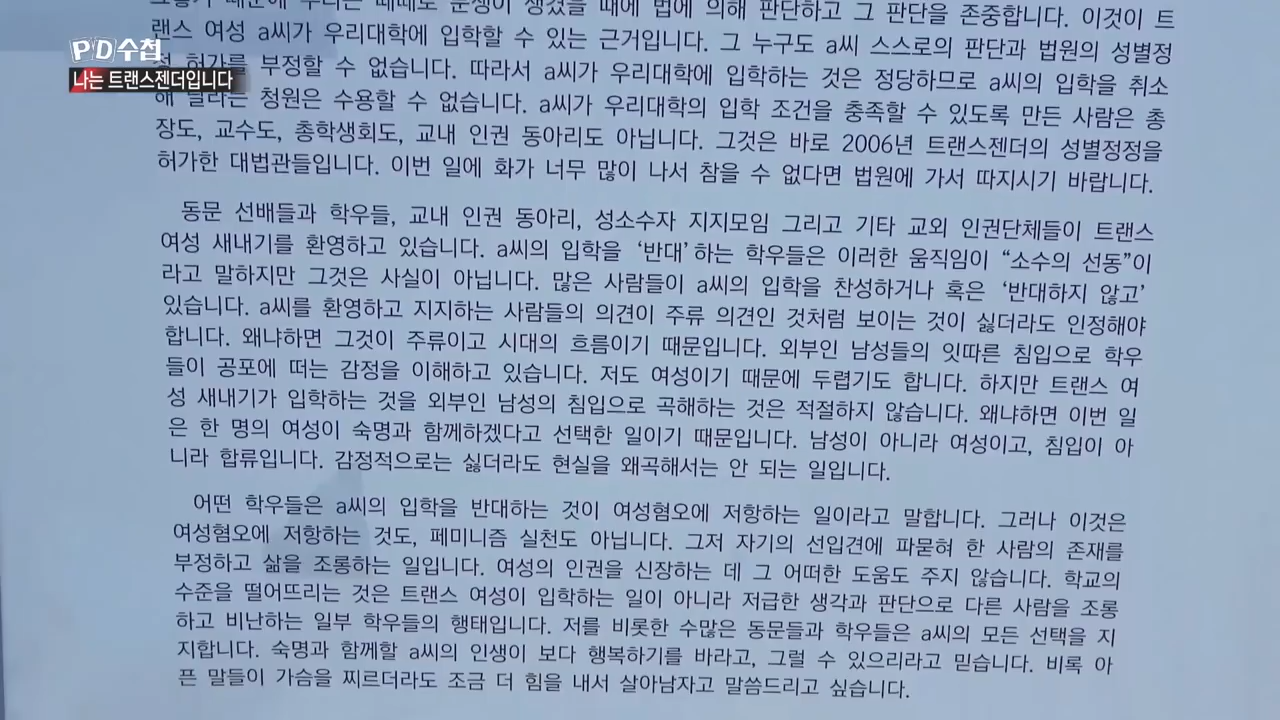 PD수첩
나는 트랜스젠더입니다
때문에 우리는 때때로 분쟁이 생겼을 때에 법에 의해 판단하고 그 판단을 존중합니다. 이것이 트
랜스 여성 a씨가 우리대학에 입학할 수 있는 근거입니다. 그 누구도 a씨 스스로의 판단과 법원의 성별정
허가를 부정할 수 없습니다. 따라서 a씨가 우리대학에 입학하는 것은 정당하므로 a씨의 입학을 취소
해 달라는 청원은 수용할 수 없습니다. a씨가 우리대학의 입학 조건을 충족할 수 있도록 만든 사람은 총
장도, 교수도, 총학생회도, 교내 인권 동아리도 아닙니다. 그것은 바로 2006년 트랜스젠더의 성별정정을
허가한 대법관들입니다. 이번 일에 화가 너무 많이 나서 참을 수 없다면 법원에 가서 따지시기 바랍니다.
동문 선배들과 학우들, 교내 인권 동아리, 성소수자 지지모임 그리고 기타 교외 인권단체들이 트랜스
여성 새내기를 환영하고 있습니다. a씨의 입학을 ‘반대’하는 학우들은 이러한 움직임이 “소수의 선동”이
라고 말하지만 그것은 사실이 아닙니다. 많은 사람들이 a씨의 입학을 찬성하거나 혹은 ‘반대하지 않고’
있습니다. a씨를 환영하고 지지하는 사람들의 의견이 주류 의견인 것처럼 보이는 것이 싫더라도 인정해야
합니다. 왜냐하면 그것이 주류이고 시대의 흐름이기 때문입니다. 외부인 남성들의 잇따른 침입으로 학우
들이 공포에 떠는 감정을 이해하고 있습니다. 저도 여성이기 때문에 두렵기도 합니다. 하지만 트랜스 여
성 새내기가 입학하는 것을 외부인 남성의 침입으로 곡해하는 것은 적절하지 않습니다. 왜냐하면 이번 일
은 한 명의 여성이 숙명과 함께하겠다고 선택한 일이기 때문입니다. 남성이 아니라 여성이고, 침입이 아
니라 합류입니다. 감정적으로는 싫더라도 현실을 왜곡해서는 안 되는 일입니다.
어떤 학우들은 a씨의 입학을 반대하는 것이 여성혐오에 저항하는 일이라고 말합니다. 그러나 이것은
여성혐오에 저항하는 것도, 페미니즘 실천도 아닙니다. 그저 자기의 선입견에 파묻혀 한 사람의 존재를
부정하고 삶을 조롱하는 일입니다. 여성의 인권을 신장하는 데 그 어떠한 도움도 주지 않습니다. 학교의
수준을 떨어뜨리는 것은 트랜스 여성이 입학하는 일이 아니라 저급한 생각과 판단으로 다른 사람을 조롱
하고 비난하는 일부 학우들의 행태입니다. 저를 비롯한 수많은 동문들과 학우들은 a씨의 모든 선택을 지
지합니다. 숙명과 함께할 a씨의 인생이 보다 행복하기를 바라고, 그럴 수 있으리라고 믿습니다. 비록 아
픈 말들이 가슴을 찌르더라도 조금 더 힘을 내서 살아남자고 말씀드리고 싶습니다.